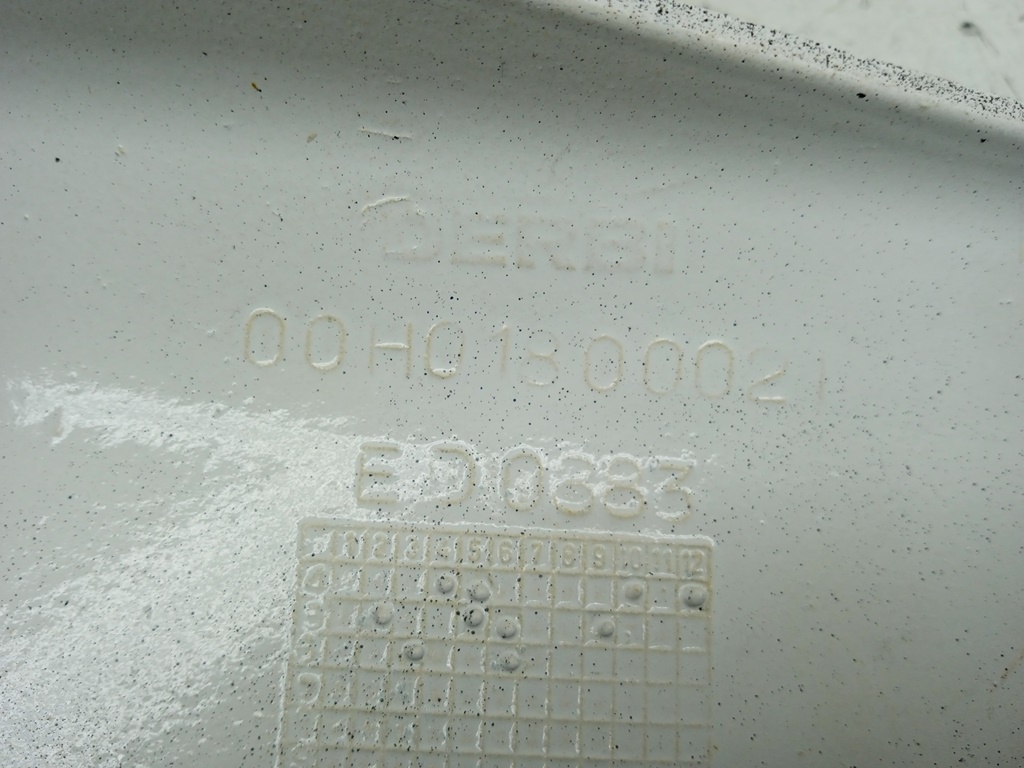 DERBI
00H01800021
ED0383
1 2 3 4 5 6 7 8 9 10 11 12